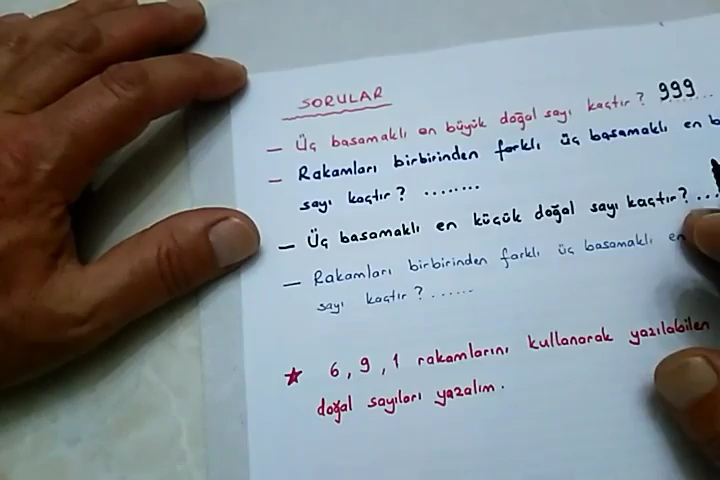 SORULAR
— Üç basamaklı en büyük doğal sayı kaçtır? 999..
— Rakamları birbirinden farklı üç basamaklı en b
sayı kaçtır? ........
— Üç basamaklı en küçük doğal sayı kaçtır? ...
— Rakamları birbirinden farklı üç basamaklı en
sayı kaçtır? ......
★ 6, 9, 1 rakamlarını kullanarak yazılabilen
doğal sayıları yazalım.